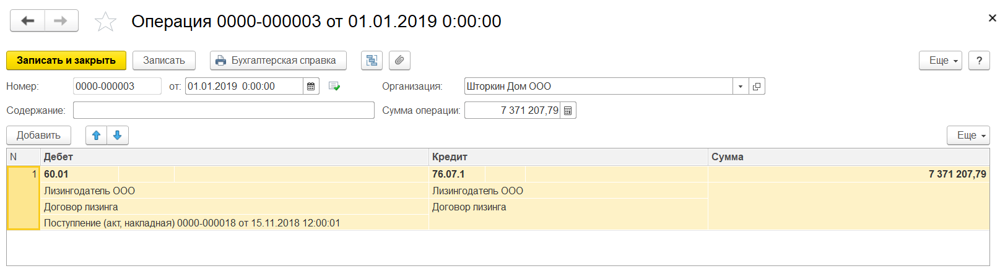 Операция 0000-000003 от 01.01.2019 0:00:00
Записать и закрыть Записать Бухгалтерская справка Еще ?
Номер: 0000-000003 от: 01.01.2019 0:00:00 Организация: Шторкин Дом ООО
Содержание: Сумма операции: 7 371 207,79
Добавить Еще
N Дебет Кредит Сумма
1 60.01 76.07.1 7 371 207,79
Лизингодатель ООО Лизингодатель ООО
Договор лизинга Договор лизинга
Поступление (акт, накладная) 0000-000018 от 15.11.2018 12:00:01